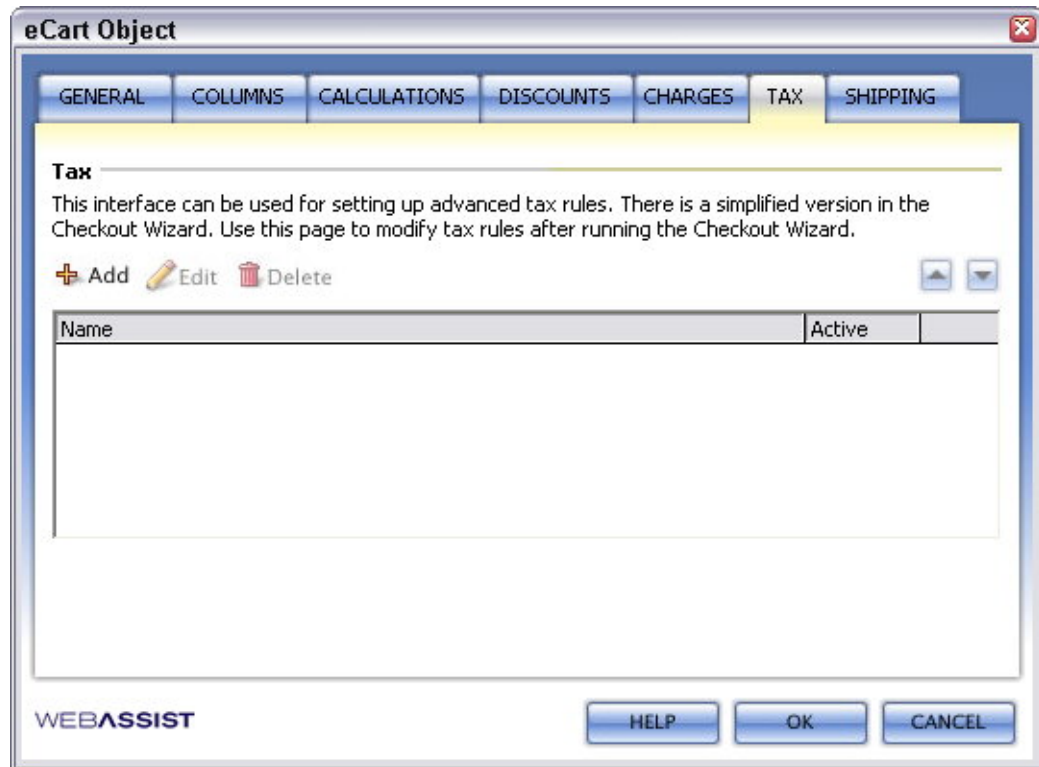 eCart Object
GENERAL COLUMNS CALCULATIONS DISCOUNTS CHARGES TAX SHIPPING
Tax
This interface can be used for setting up advanced tax rules. There is a simplified version in the
Checkout Wizard. Use this page to modify tax rules after running the Checkout Wizard.
Add Edit Delete
Name Active
WEBASSIST HELP OK CANCEL